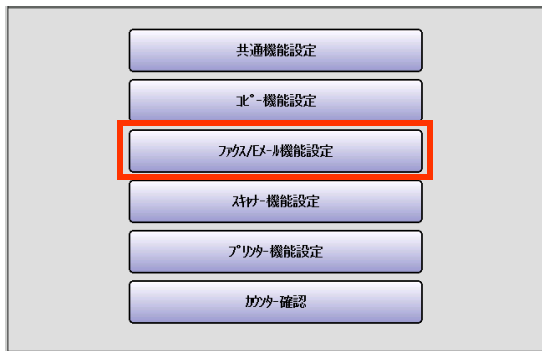 共通機能設定
ｺﾋﾟｰ機能設定
ﾌｧｸｽ/Eﾒｰﾙ機能設定
ｽｷｬﾅｰ機能設定
ﾌﾟﾘﾝﾀｰ機能設定
ｶｳﾝﾀｰ確認